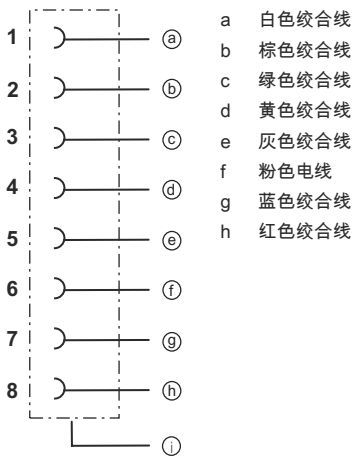 1 ⓐ
2 ⓑ
3 ⓒ
4 ⓓ
5 ⓔ
6 ⓕ
7 ⓖ
8 ⓗ
ⓘ
a 白色绞合线
b 棕色绞合线
c 绿色绞合线
d 黄色绞合线
e 灰色绞合线
f 粉色电线
g 蓝色绞合线
h 红色绞合线